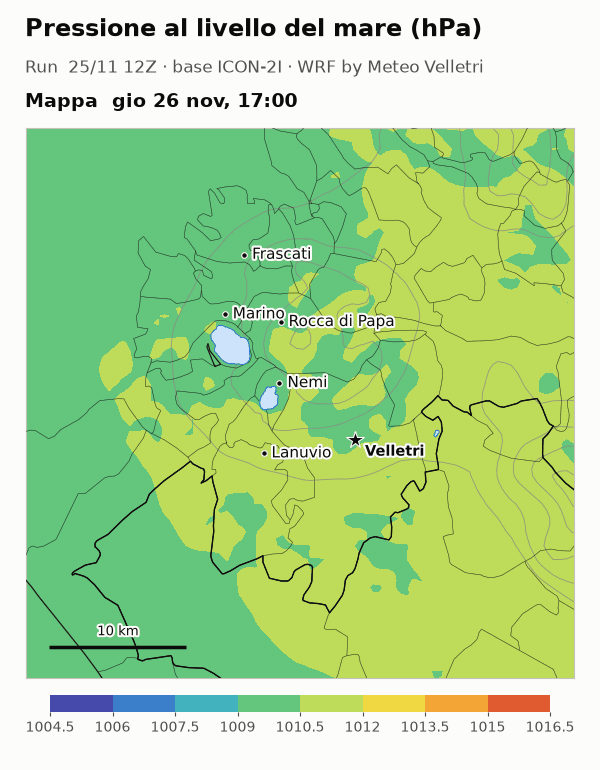 Pressione al livello del mare (hPa)
Run  25/11 12Z · base ICON-2I · WRF by Meteo Velletri
Mappa  gio 26 nov, 17:00
Frascati
Marino
Rocca di Papa
Nemi
Velletri
Lanuvio
10 km
1004.5 1006 1007.5 1009 1010.5 1012 1013.5 1015 1016.5